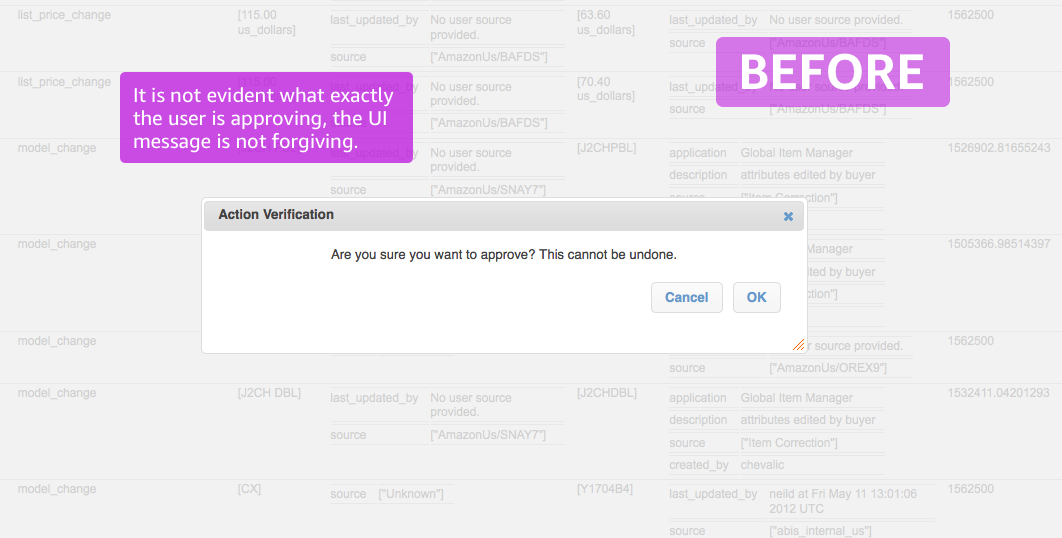 list_price_change [115.00 last_updated_by No user source [63.60 last_updated_by No user source provided. 1562500
us_dollars] provided. us_dollars]
source ["AmazonUs/BAFDS"] source ["AmazonUs/BAFDS"]
BEFORE
list_price_change [115.00 No user source [70.40 last_updated_by 1562500
us_dollars] provided. us_dollars]
["AmazonUs/BAFDS"] source ["AmazonUs/BAFDS"]
It is not evident what exactly
the user is approving, the UI
message is not forgiving.
model_change last_updated_by No user source [J2CHPBL] application Global Item Manager 1526902.81655243
provided. description attributes edited by buyer
source ["AmazonUs/SNAY7"] source ["Item Correction"]
model_change Manager 1505366.98514397
by buyer
Action Verification
Are you sure you want to approve? This cannot be undone.
Cancel OK
model_change source provided. 1562500
source ["AmazonUs/OREX9"]
model_change [J2CH DBL] last_updated_by No user source [J2CHDBL] application Global Item Manager 1532411.04201293
provided. description attributes edited by buyer
source ["AmazonUs/SNAY7"] source ["Item Correction"]
created_by chevalic
model_change [CX] source ["Unknown"] [Y1704B4] last_updated_by neild at Fri May 11 13:01:06 1562500
2012 UTC
source ["abis_internal_us"]